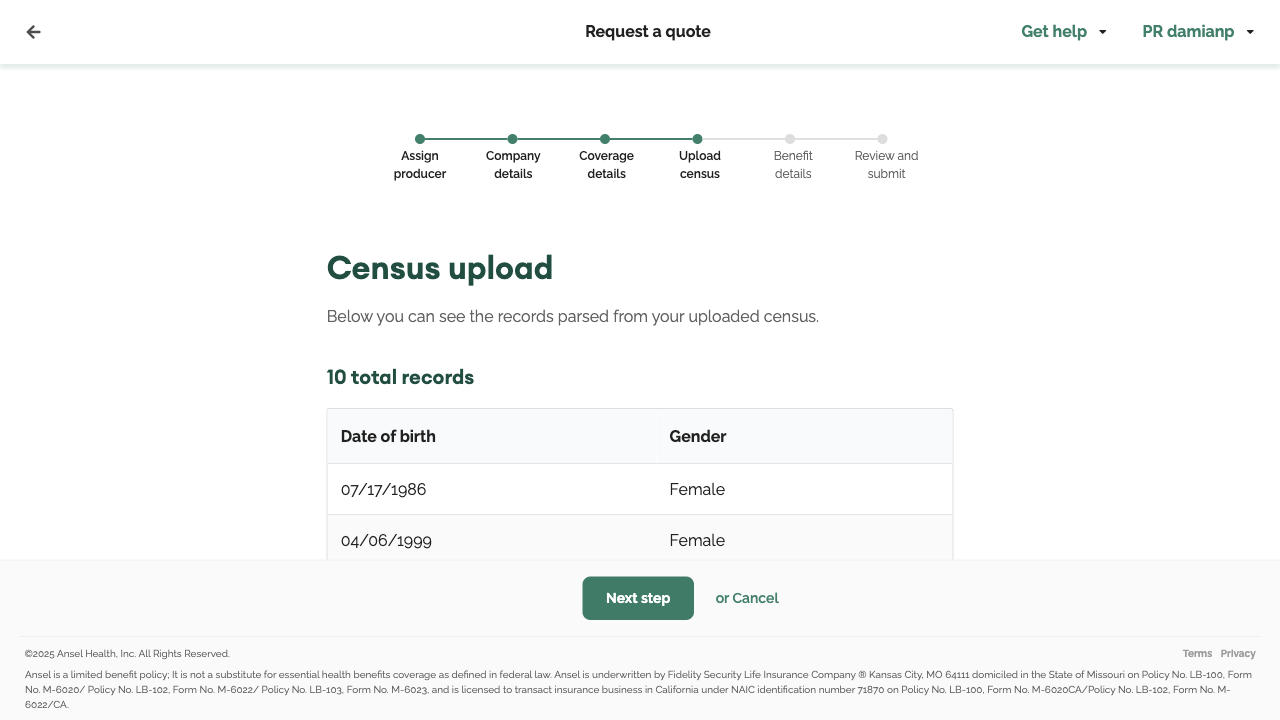 Request a quote
Get help
PR damianp
Assign
producer
Company
details
Coverage
details
Upload
census
Benefit
details
Review and
submit
Census upload
Below you can see the records parsed from your uploaded census.
10 total records
Date of birth
Gender
07/17/1986
Female
04/06/1999
Female
Next step
or Cancel
©2025 Ansel Health, Inc. All Rights Reserved.
Terms
Privacy
Ansel is a limited benefit policy; It is not a substitute for essential health benefits coverage as defined in federal law. Ansel is underwritten by Fidelity Security Life Insurance Company ® Kansas City, MO 64111 domiciled in the State of Missouri on Policy No. LB-100, Form
No. M-6020/ Policy No. LB-102, Form No. M-6022/ Policy No. LB-103, Form No. M-6023, and is licensed to transact insurance business in California under NAIC identification number 71870 on Policy No. LB-100, Form No. M-6020CA/Policy No. LB-102, Form No. M-
6022/CA.